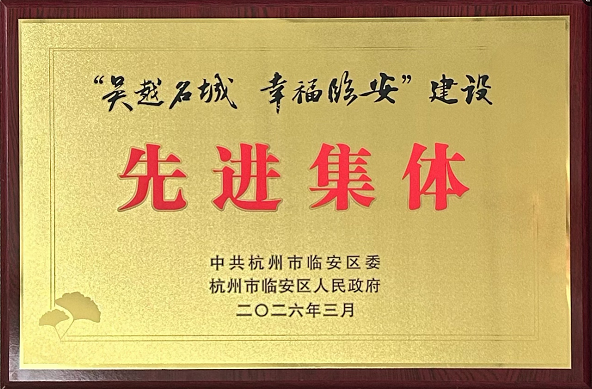 “吴越名城 幸福临安”建设
先进集体
中共杭州市临安区委
杭州市临安区人民政府
二〇二六年三月